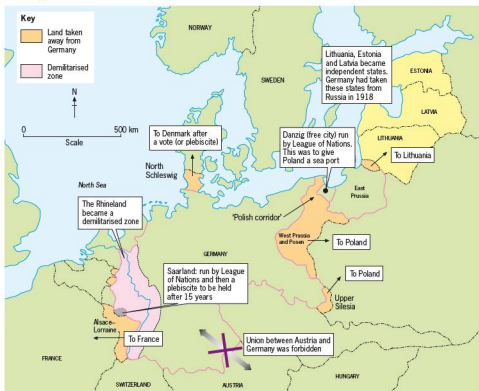 Key
Land taken
away from
Germany
Demilitarised
zone
N
0
500 km
Scale
NORWAY
SWEDEN
Lithuania, Estonia
and Latvia became
independent states.
Germany had taken
these states from
Russia in 1918
ESTONIA
LATVIA
LITHUANIA
To Lithuania
To Denmark after
a vote (or plebiscite)
North
Schleswig
Danzig (free city) run
by League of Nations.
This was to give
Poland a sea port
North Sea
East
Prussia
'Polish corridor'
The Rhineland
became a
demilitarised zone
West Prussia
and Posen
To Poland
GERMANY
To Poland
Saarland: run by League
of Nations and then a
plebiscite to be held
after 15 years
Upper
Silesia
Alsace-
Lorraine
To France
Union between Austria and
Germany was forbidden
FRANCE
SWITZERLAND
AUSTRIA
HUNGARY